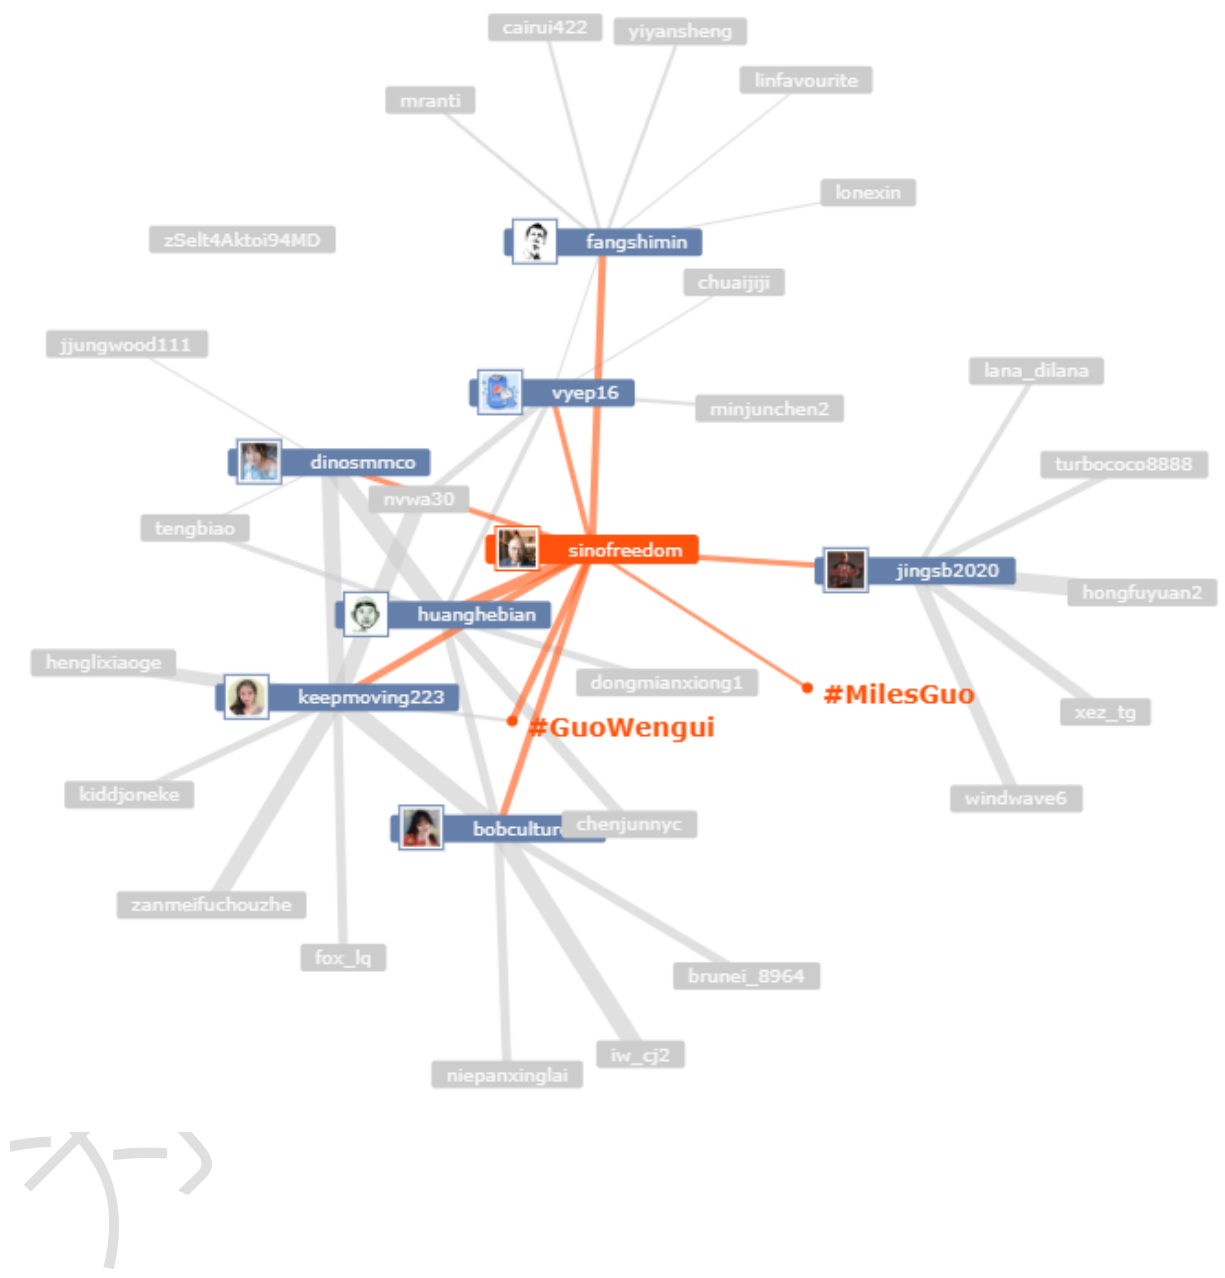 cairui422
yiyansheng
linfavourite
mranti
lonexin
zSelt4Aktoi94MD
fangshimin
chuaijiji
jjungwood111
lana_dilana
vyep16
minjunchen2
dinosmmco
turbococo8888
nvwa30
tengbiao
sinofreedom
jingsb2020
hongfuyuan2
huanghebian
henglixiaoge
dongmianxiong1
keepmoving223
#MilesGuo
xez_tg
#GuoWengui
kiddjoneke
windwave6
bobcultur
chenjunnyc
zanmeifuchouzhe
fox_lq
brunei_8964
iw_cj2
niepanxinglai